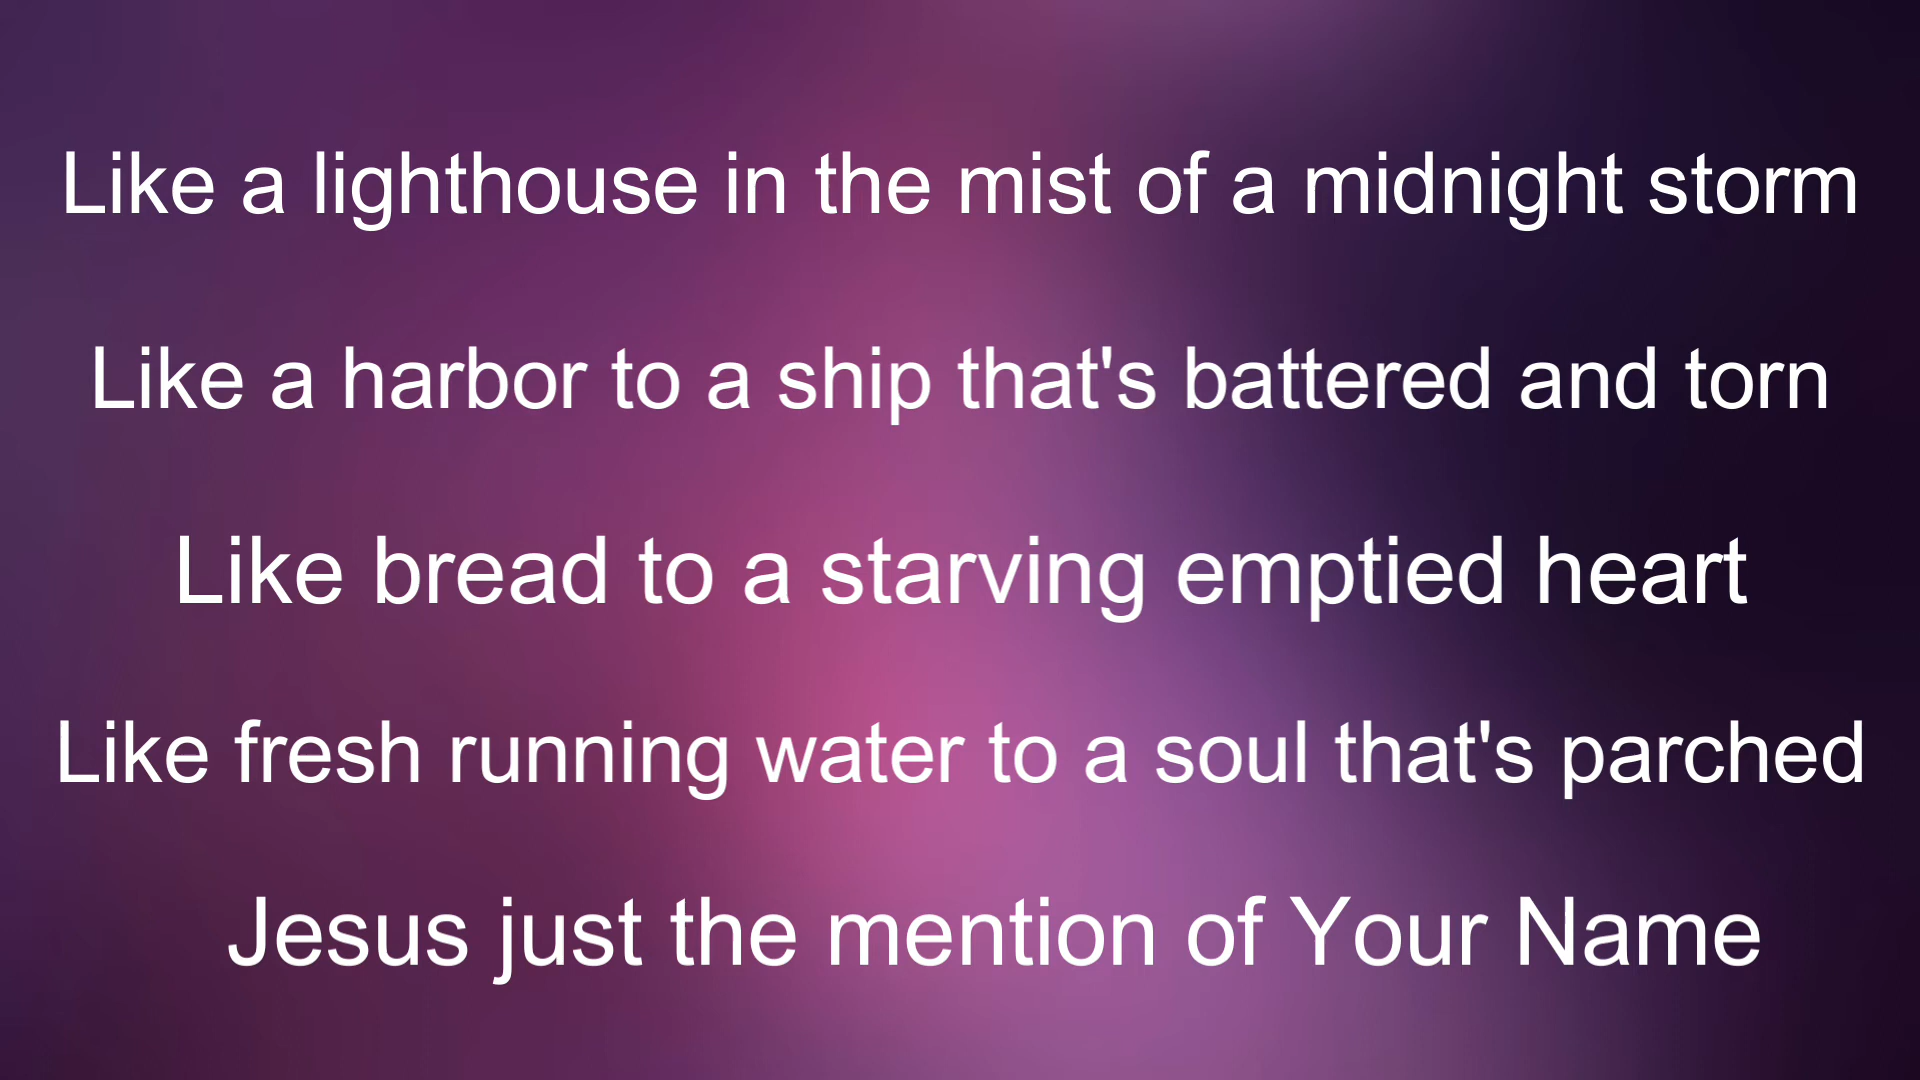 Like a lighthouse in the mist of a midnight storm
Like a harbor to a ship that's battered and torn
Like bread to a starving emptied heart
Like fresh running water to a soul that's parched
Jesus just the mention of Your Name